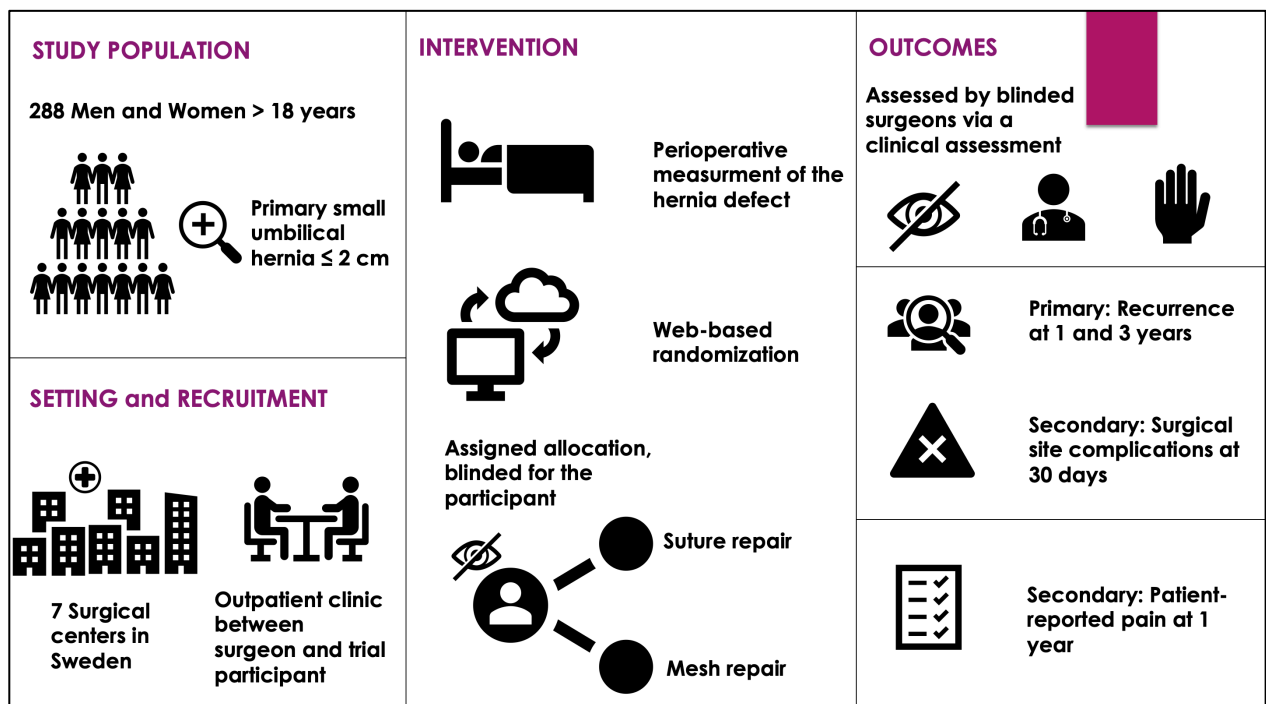 STUDY POPULATION
288 Men and Women > 18 years
Primary small
umbilical
hernia ≤ 2 cm
SETTING and RECRUITMENT
7 Surgical
centers in
Sweden
Outpatient clinic
between
surgeon and trial
participant
INTERVENTION
Perioperative
measurment of the
hernia defect
Web-based
randomization
Assigned allocation,
blinded for the
participant
Suture repair
Mesh repair
OUTCOMES
Assessed by blinded
surgeons via a
clinical assessment
Primary: Recurrence
at 1 and 3 years
Secondary: Surgical
site complications at
30 days
Secondary: Patient-
reported pain at 1
year